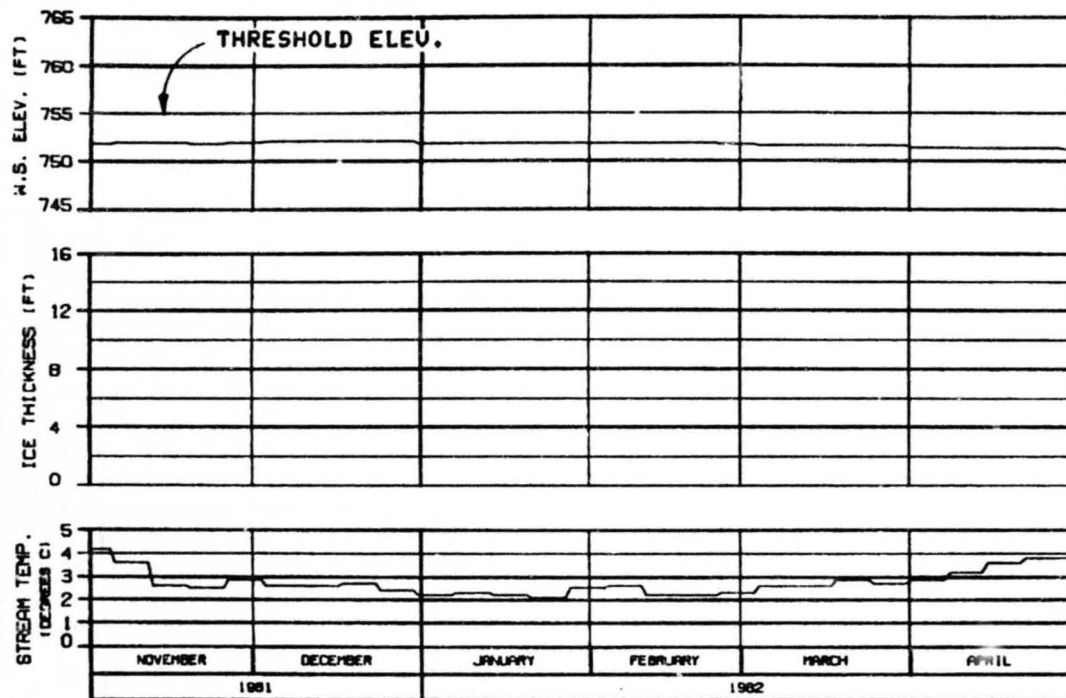 W.S. ELEV. (FT)
765
760
755
750
745
THRESHOLD ELEV.
ICE THICKNESS (FT)
16
12
8
4
0
STREAM TEMP.
(DEGREES C)
5
4
3
2
1
0
NOVEMBER DECEMBER JANUARY FEBRUARY MARCH APRIL
1981 1982